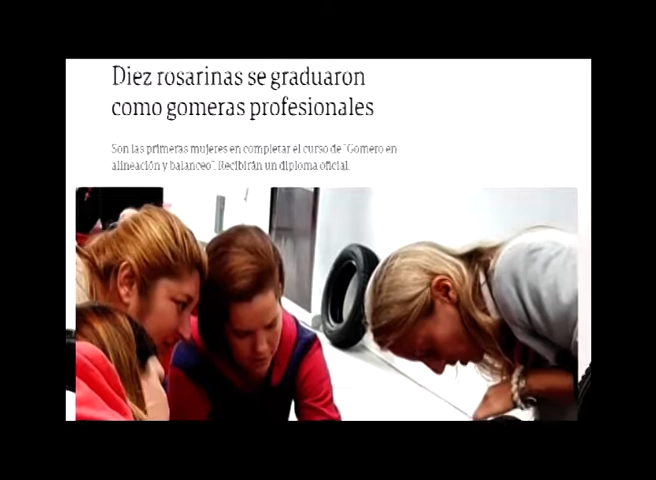 Diez rosarinas se graduaron
como gomeras profesionales
Son las primeras mujeres en completar el curso de "Gomero en
alineación y balanceo". Recibirán un diploma oficial.